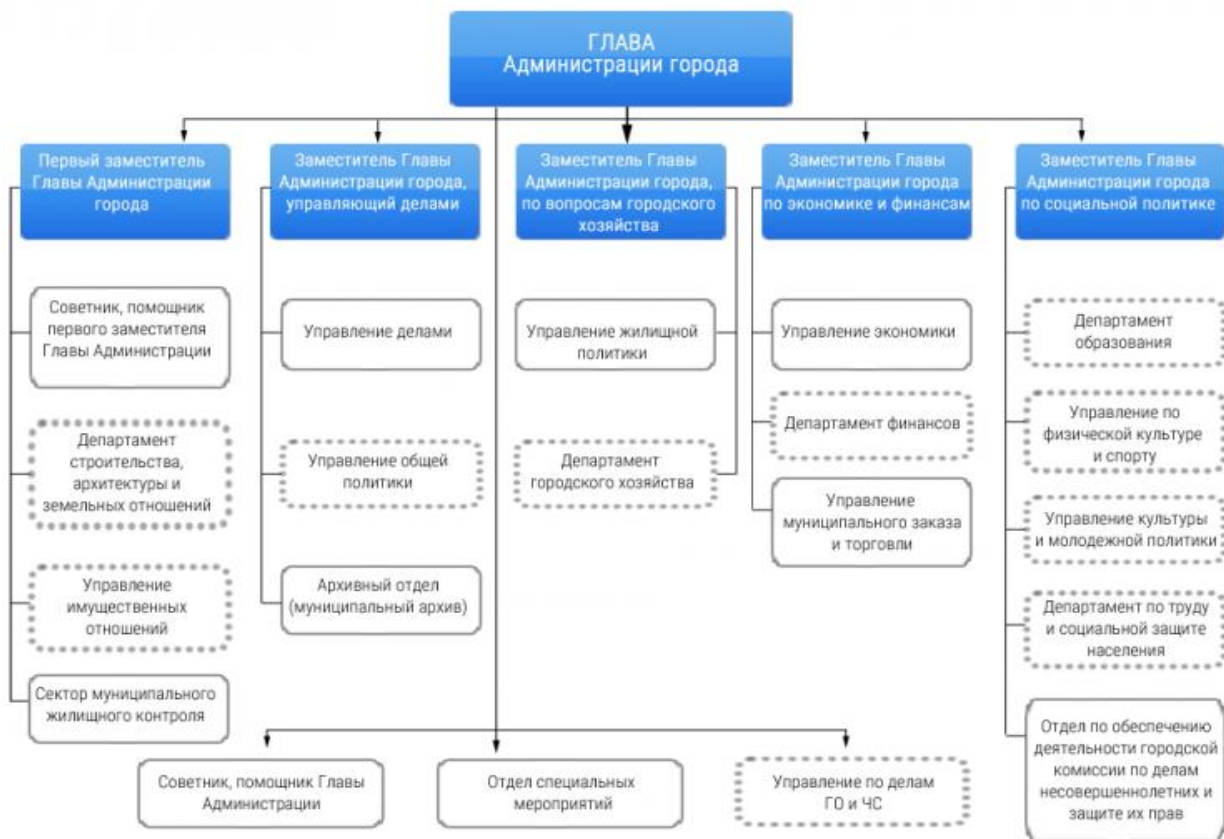 ГЛАВА
Администрации города
Первый заместитель
Главы Администрации
города
Советник, помощник
первого заместителя
Главы Администрации
Департамент
строительства,
архитектуры и
земельных отношений
Управление
имущественных
отношений
Сектор муниципального
жилищного контроля
Заместитель Главы
Администрации города,
управляющий делами
Управление делами
Управление общей
политики
Архивный отдел
(муниципальный архив)
Заместитель Главы
Администрации города,
по вопросам городского
хозяйства
Управление жилищной
политики
Департамент
городского хозяйства
Заместитель Главы
Администрации города
по экономике и финансам
Управление экономики
Департамент финансов
Управление
муниципального заказа
и торговли
Заместитель Главы
Администрации города
по социальной политике
Департамент
образования
Управление по
физической культуре
и спорту
Управление культуры
и молодежной политики
Департамент по труду
и социальной защите
населения
Отдел по обеспечению
деятельности городской
комиссии по делам
несовершеннолетних и
защите их прав
Советник, помощник Главы
Администрации
Отдел специальных
мероприятий
Управление по делам
ГО и ЧС